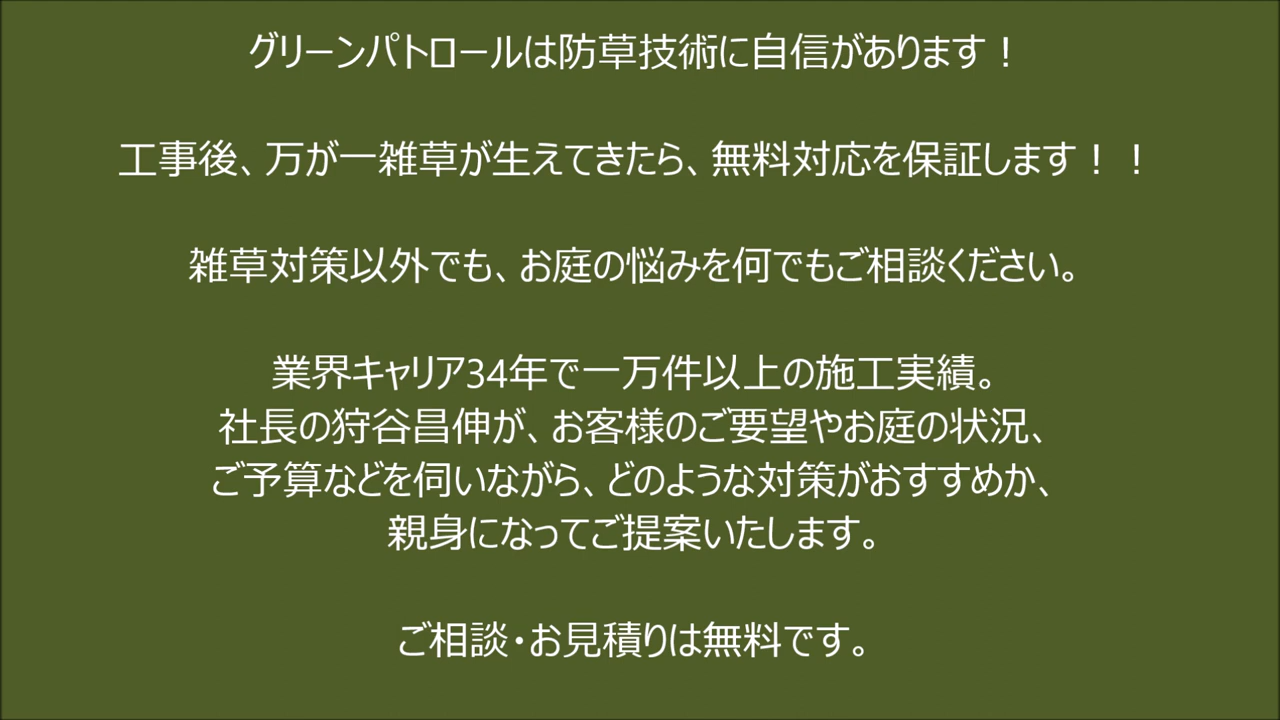 グリーンパトロールは防草技術に自信があります！
工事後、万が一雑草が生えてきたら、無料対応を保証します！！
雑草対策以外でも、お庭の悩みを何でもご相談ください。
業界キャリア34年で一万件以上の施工実績。
社長の狩谷昌伸が、お客様のご要望やお庭の状況、
ご予算などを伺いながら、どのような対策がおすすめか、
親身になってご提案いたします。
ご相談・お見積りは無料です。